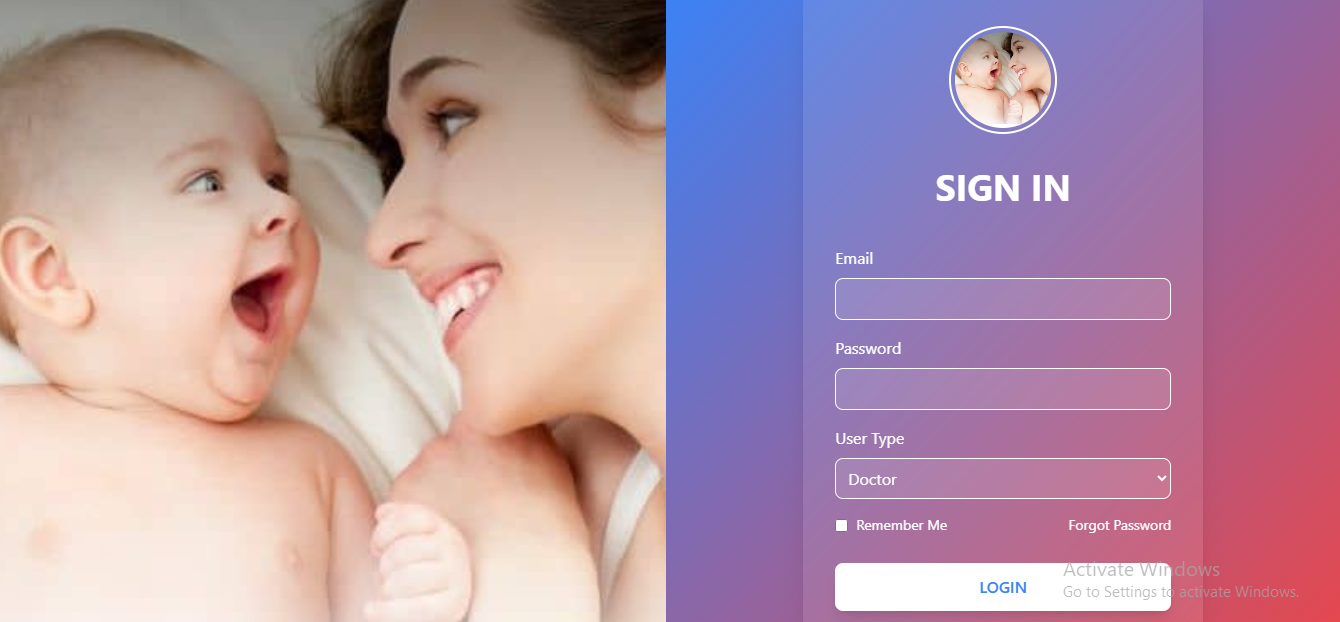 SIGN IN
Email
Password
User Type
Doctor
Remember Me
Forgot Password
LOGIN
Activate Windows
Go to Settings to activate Windows.